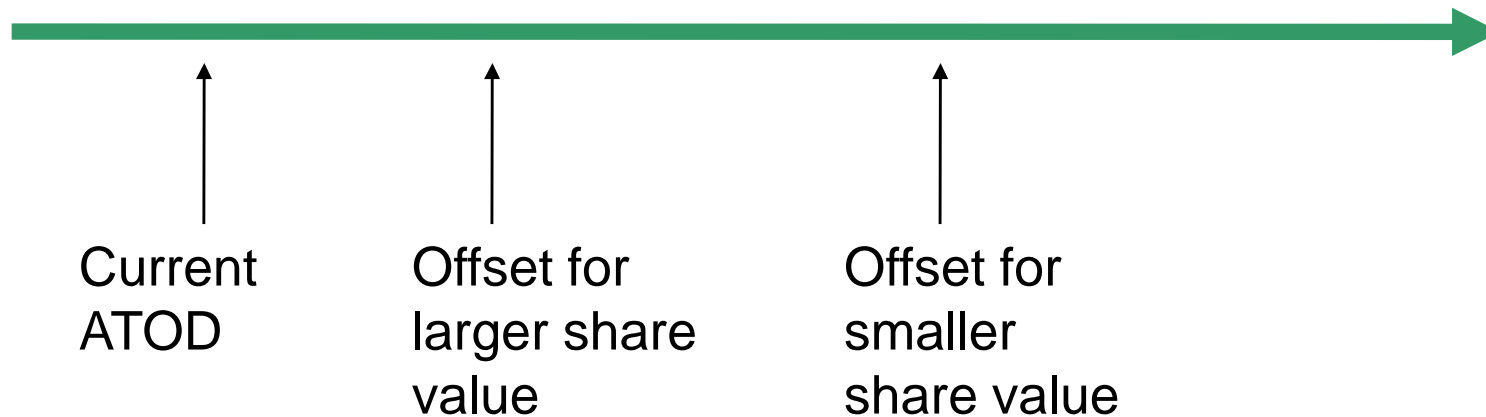 Current
ATOD
Offset for
larger share
value
Offset for
smaller
share value